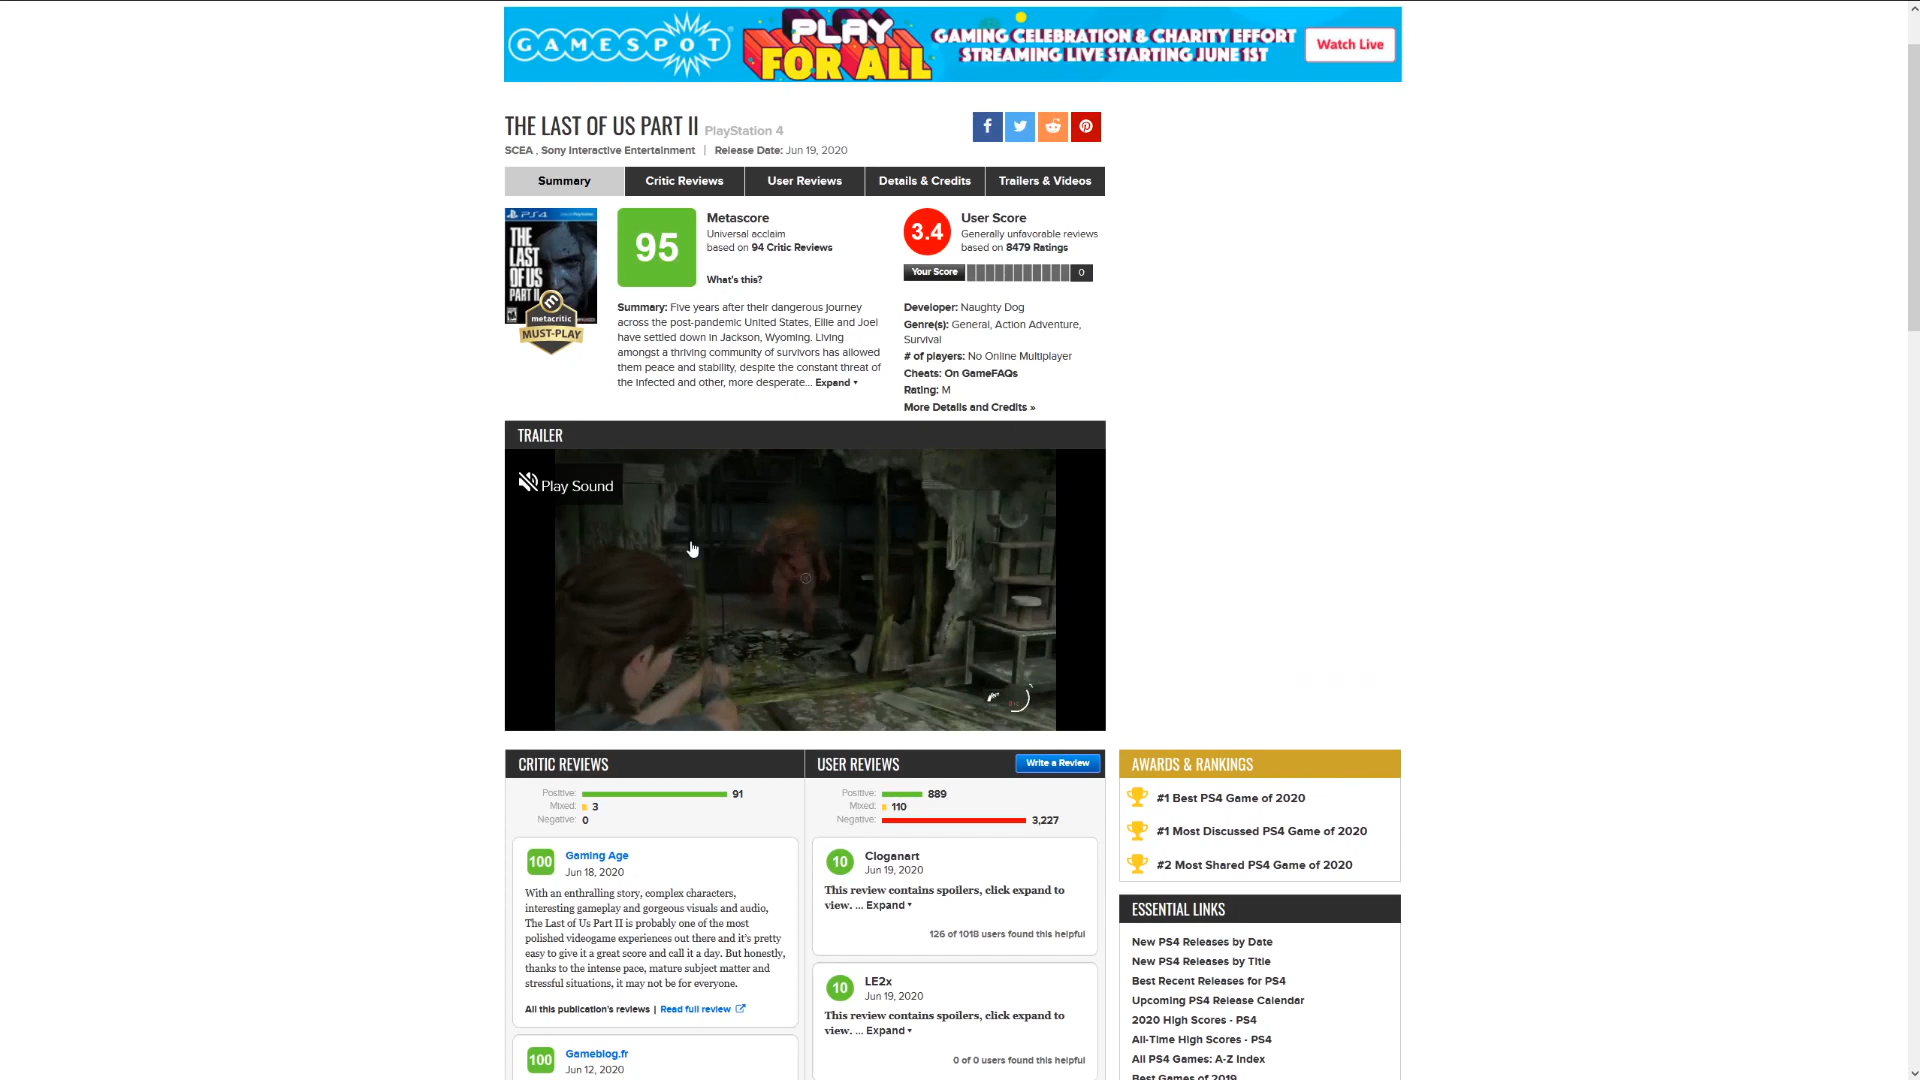 GAMESPOT
PLAY FOR ALL
GAMING CELEBRATION & CHARITY EFFORT
STREAMING LIVE STARTING JUNE 1ST
Watch Live
THE LAST OF US PART II PlayStation 4
SCEA , Sony Interactive Entertainment | Release Date: Jun 19, 2020
Summary
Critic Reviews
User Reviews
Details & Credits
Trailers & Videos
PS4
THE
LAST
OF US
PART II
metacritic
MUST-PLAY
95
Metascore
Universal acclaim
based on 94 Critic Reviews
What's this?
Summary: Five years after their dangerous journey
across the post-pandemic United States, Ellie and Joel
have settled down in Jackson, Wyoming. Living
amongst a thriving community of survivors has allowed
them peace and stability, despite the constant threat of
the infected and other, more desperate... Expand
3.4
User Score
Generally unfavorable reviews
based on 8479 Ratings
Your Score
0
Developer: Naughty Dog
Genre(s): General, Action Adventure,
Survival
# of players: No Online Multiplayer
Cheats: On GameFAQs
Rating: M
More Details and Credits »
TRAILER
Play Sound
CRITIC REVIEWS
Positive: 91
Mixed: 3
Negative: 0
100
Gaming Age
Jun 18, 2020
With an enthralling story, complex characters,
interesting gameplay and gorgeous visuals and audio,
The Last of Us Part II is probably one of the most
polished videogame experiences out there and it's pretty
easy to give it a great score and call it a day. But honestly,
thanks to the intense pace, mature subject matter and
stressful situations, it may not be for everyone.
All this publication's reviews | Read full review
100
Gameblog.fr
Jun 12, 2020
USER REVIEWS
Write a Review
Positive: 889
Mixed: 110
Negative: 3,227
10
Cloganart
Jun 19, 2020
This review contains spoilers, click expand to
view. ... Expand
126 of 1018 users found this helpful
10
LE2x
Jun 19, 2020
This review contains spoilers, click expand to
view. ... Expand
0 of 0 users found this helpful
AWARDS & RANKINGS
#1 Best PS4 Game of 2020
#1 Most Discussed PS4 Game of 2020
#2 Most Shared PS4 Game of 2020
ESSENTIAL LINKS
New PS4 Releases by Date
New PS4 Releases by Title
Best Recent Releases for PS4
Upcoming PS4 Release Calendar
2020 High Scores - PS4
All-Time High Scores - PS4
All PS4 Games: A-Z Index
Best Games of 2019